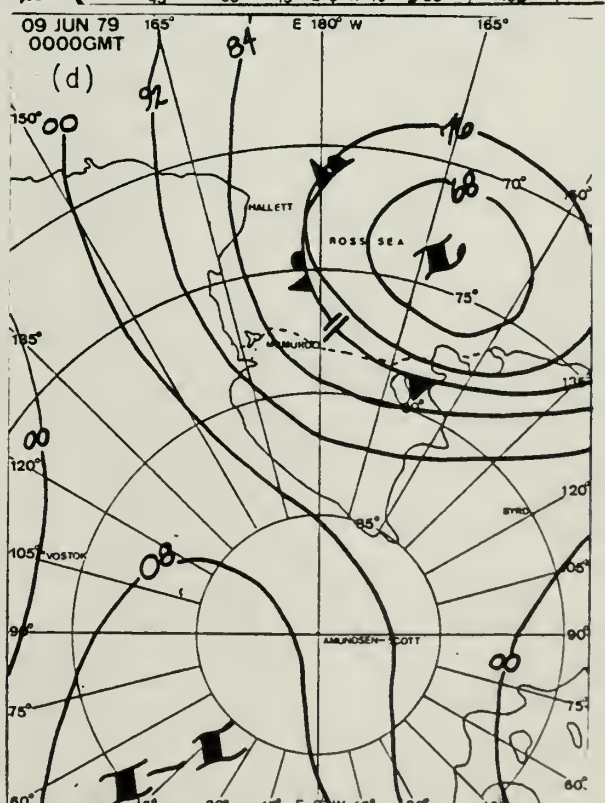 09 JUN 79
0000GMT
(d)
165° E 180° W 165°
84
92
150° 00 76
68 70°
HALLETT
ROSS SEA
L
75°
135° MCMURDO
80° 135°
00
120° 120°
85° BYRD
105° VOSTOK 08 105°
90° AMUNDSEN-SCOTT 90°
00
75° 75°
60° 60°